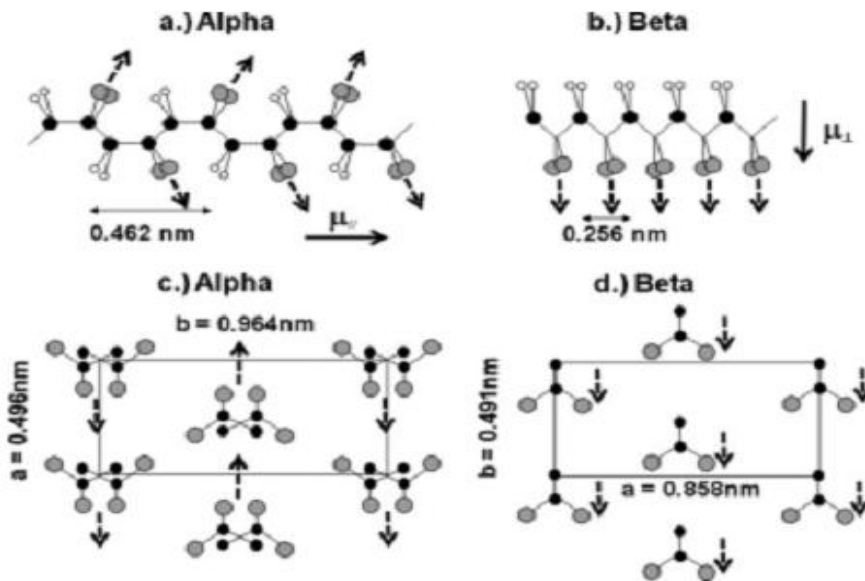 a.) Alpha
b.) Beta
μ⊥
0.462 nm
μ//
0.256 nm
c.) Alpha
d.) Beta
b = 0.964nm
a = 0.496nm
b = 0.491nm
a = 0.858nm